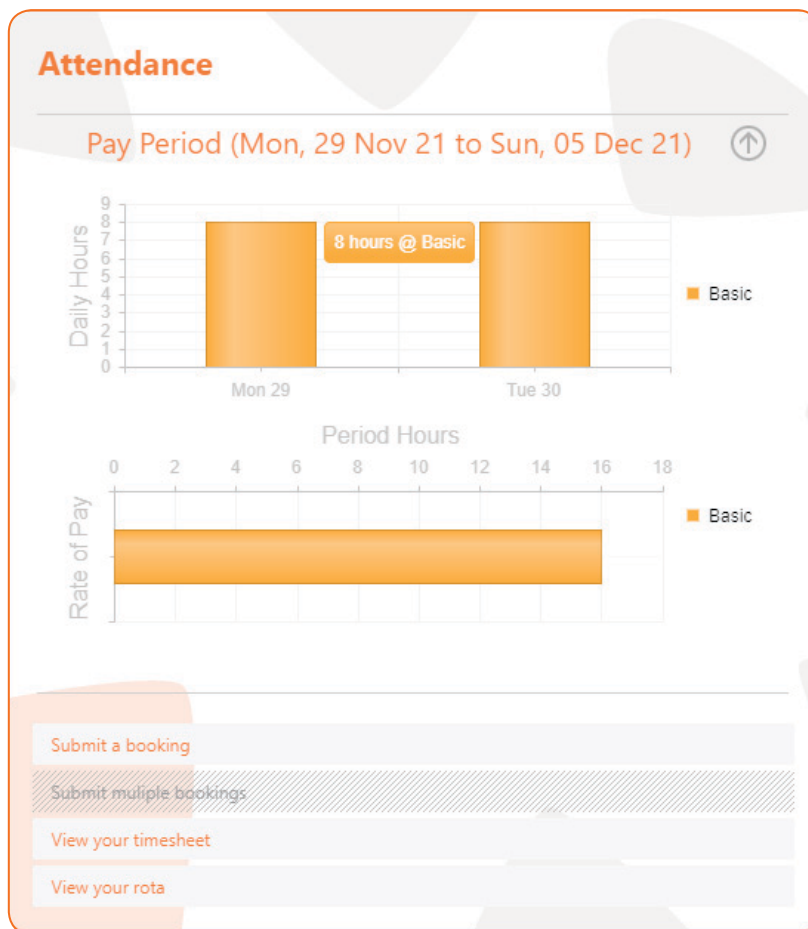 Attendance
Pay Period (Mon, 29 Nov 21 to Sun, 05 Dec 21)
Daily Hours
9
8
7
6
5
4
3
2
1
0
8 hours @ Basic
Basic
Mon 29 Tue 30
Period Hours
0 2 4 6 8 10 12 14 16 18
Rate of Pay
Basic
Submit a booking
Submit muliple bookings
View your timesheet
View your rota